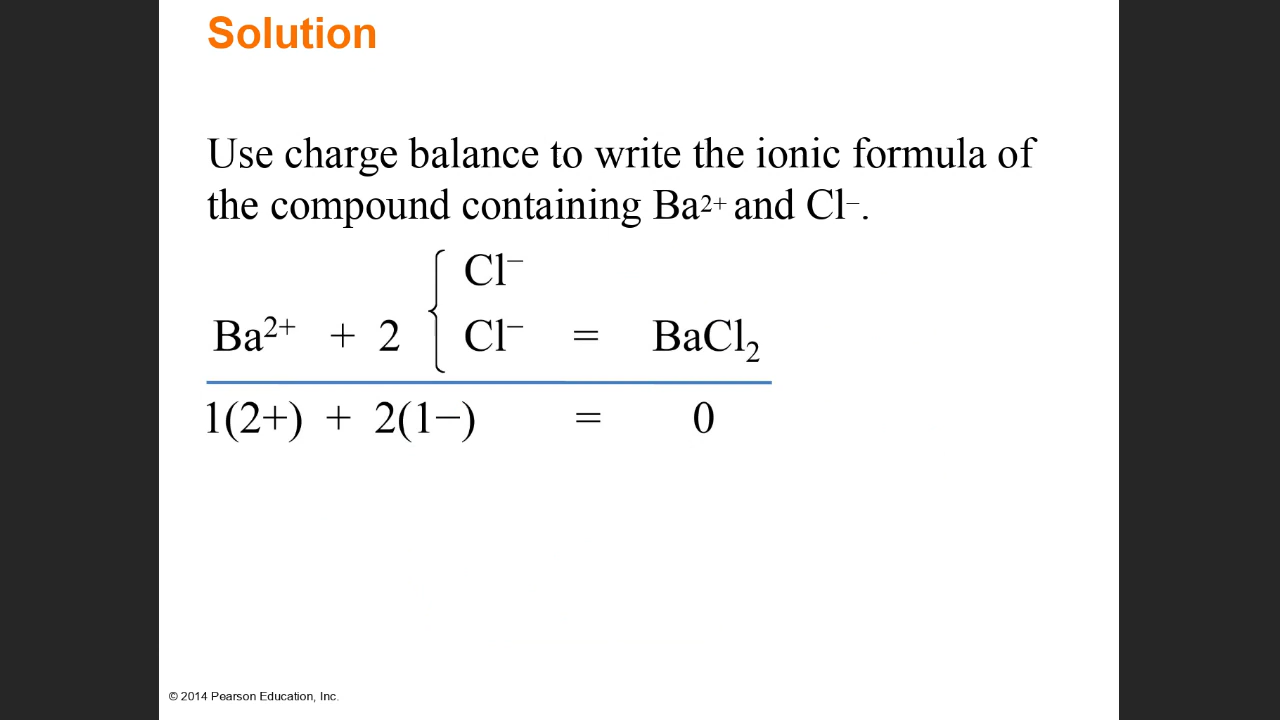 Solution
Use charge balance to write the ionic formula of
the compound containing Ba²⁺ and Cl⁻.
Cl⁻
Ba²⁺ + 2 { Cl⁻ = BaCl₂
1(2+) + 2(1−) = 0
© 2014 Pearson Education, Inc.